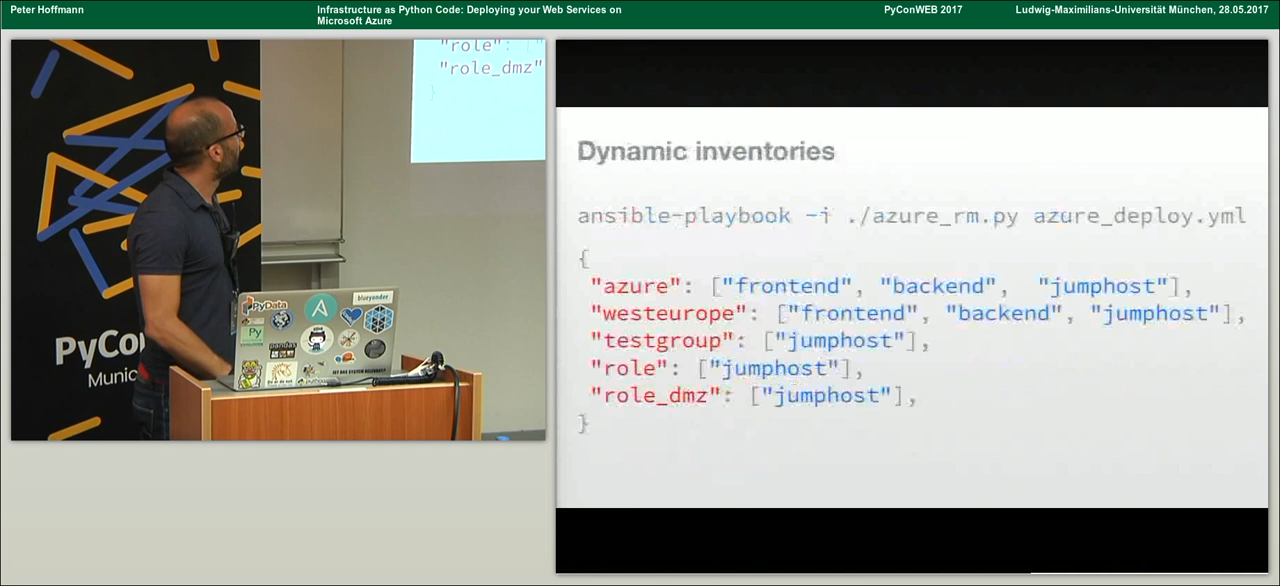 Peter Hoffmann
Infrastructure as Python Code: Deploying your Web Services on
Microsoft Azure
PyConWEB 2017
Ludwig-Maximilians-Universität München, 28.05.2017
"role":
"role_dmz"
}
PyCo
Munic
PyData
blueyonder
Py
pandas
Dynamic inventories
ansible-playbook -i ./azure_rm.py azure_deploy.yml
{
"azure": ["frontend", "backend", "jumphost"],
"westeurope": ["frontend", "backend", "jumphost"],
"testgroup": ["jumphost"],
"role": ["jumphost"],
"role_dmz": ["jumphost"],
}